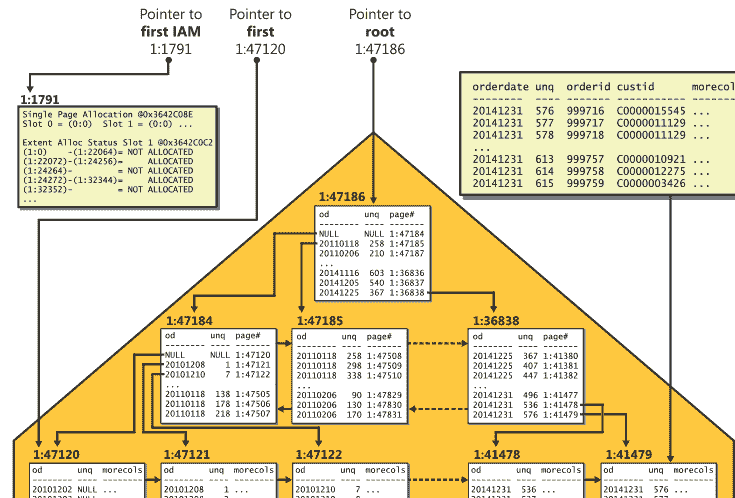 Pointer to
first IAM
1:1791
Pointer to
first
1:47120
Pointer to
root
1:47186
1:1791
Single Page Allocation @0x3642C08E
Slot 0 = (0:0) Slot 1 = (0:0) ...
Extent Alloc Status Slot 1 @0x3642C0C2
(1:0) -(1:22064)= NOT ALLOCATED
(1:22072)-(1:24256)= ALLOCATED
(1:24264)- = NOT ALLOCATED
(1:24272)-(1:32344)= ALLOCATED
(1:32352)- = NOT ALLOCATED
...
orderdate unq orderid custid morecol
--------- --- ------- ------ -------
20141231 576 999716 C0000015545 ...
20141231 577 999717 C0000011129 ...
20141231 578 999718 C0000011129 ...
...
20141231 613 999757 C0000010921 ...
20141231 614 999758 C0000012275 ...
20141231 615 999759 C0000003426 ...
1:47186
od unq page#
NULL NULL 1:47184
20110118 258 1:47185
20110206 210 1:47187
...
20141116 603 1:36836
20141205 540 1:36837
20141225 367 1:36838
1:47184
od unq page#
NULL NULL 1:47120
20101208 1 1:47121
20101210 7 1:47122
...
20110118 138 1:47505
20110118 178 1:47506
20110118 218 1:47507
1:47185
od unq page#
20110118 258 1:47508
20110118 298 1:47509
20110118 338 1:47510
...
20110206 90 1:47829
20110206 130 1:47830
20110206 170 1:47831
1:36838
od unq page#
20141225 367 1:41380
20141225 407 1:41381
20141225 447 1:41382
...
20141231 496 1:41477
20141231 536 1:41478
20141231 576 1:41479
1:47120
od unq morecols
20101202 NULL ...
1:47121
od unq morecols
20101208 1 ...
1:47122
od unq morecols
20101210 7 ...
1:41478
od unq morecols
20141231 536 ...
1:41479
od unq morecols
20141231 576 ...